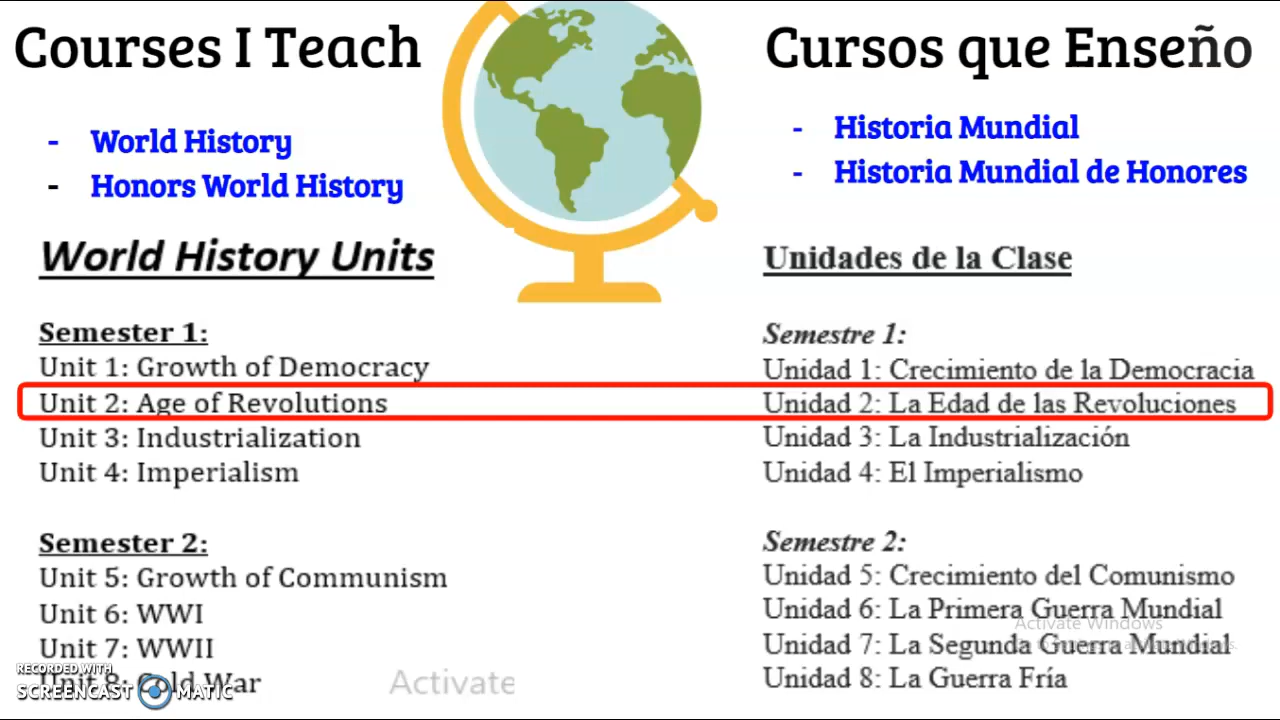 Courses I Teach
- World History
- Honors World History
World History Units
Semester 1:
Unit 1: Growth of Democracy
Unit 2: Age of Revolutions
Unit 3: Industrialization
Unit 4: Imperialism
Semester 2:
Unit 5: Growth of Communism
Unit 6: WWI
Unit 7: WWII
Unit 8: Cold War
Cursos que Enseño
- Historia Mundial
- Historia Mundial de Honores
Unidades de la Clase
Semestre 1:
Unidad 1: Crecimiento de la Democracia
Unidad 2: La Edad de las Revoluciones
Unidad 3: La Industrialización
Unidad 4: El Imperialismo
Semestre 2:
Unidad 5: Crecimiento del Comunismo
Unidad 6: La Primera Guerra Mundial
Unidad 7: La Segunda Guerra Mundial
Unidad 8: La Guerra Fría
Activate Windows
Activate
RECORDED WITH
SCREENCAST MATIC